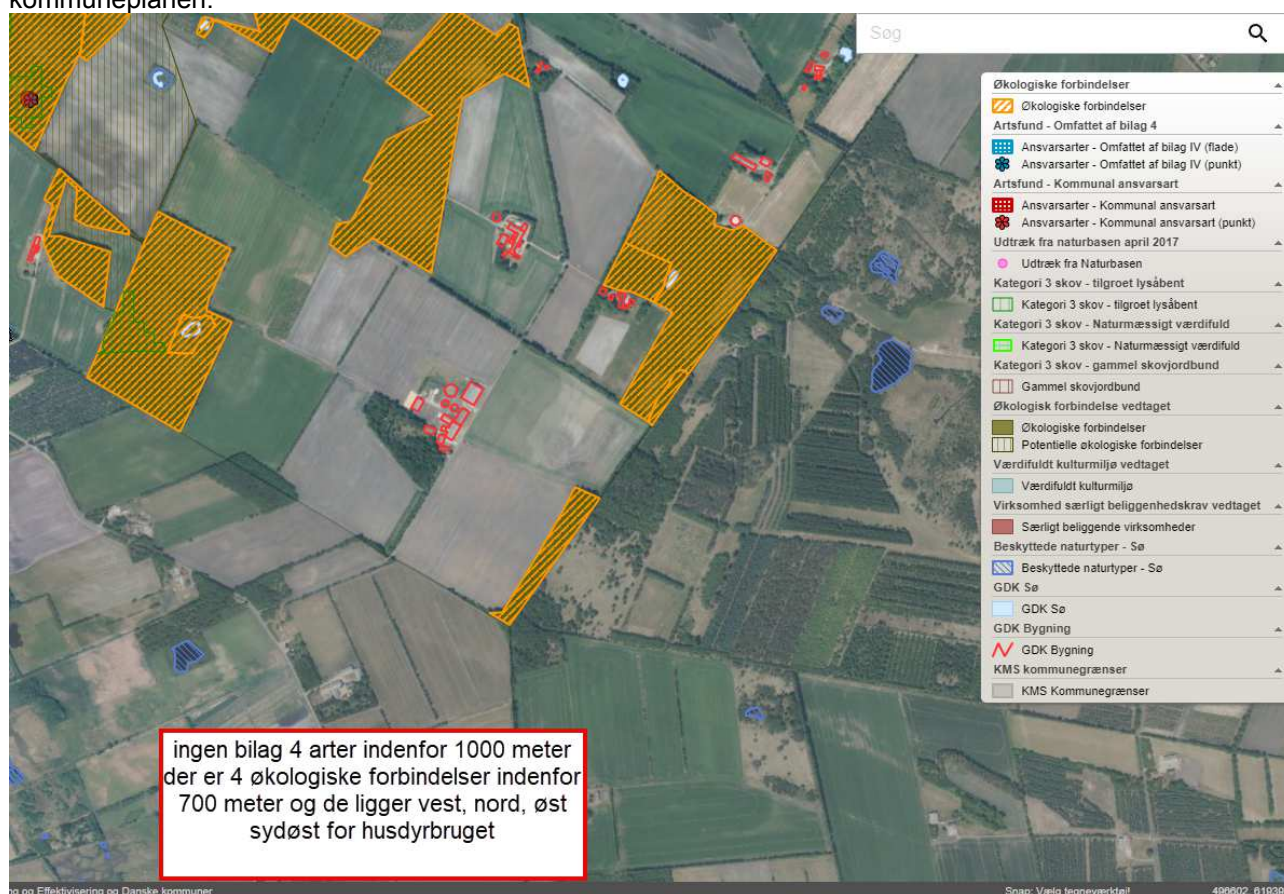 kommuneplanen.
Søg
Økologiske forbindelser
Økologiske forbindelser
Artsfund - Omfattet af bilag 4
Ansvarsarter - Omfattet af bilag IV (flade)
Ansvarsarter - Omfattet af bilag IV (punkt)
Artsfund - Kommunal ansvarsart
Ansvarsarter - Kommunal ansvarsart
Ansvarsarter - Kommunal ansvarsart (punkt)
Udtræk fra naturbasen april 2017
Udtræk fra Naturbasen
Kategori 3 skov - tilgroet lysåbent
Kategori 3 skov - tilgroet lysåbent
Kategori 3 skov - Naturmæssigt værdifuld
Kategori 3 skov - Naturmæssigt værdifuld
Kategori 3 skov - gammel skovjordbund
Gammel skovjordbund
Økologisk forbindelse vedtaget
Økologiske forbindelser
Potentielle økologiske forbindelser
Værdifuldt kulturmiljø vedtaget
Værdifuldt kulturmiljø
Virksomhed særligt beliggenhedskrav vedtaget
Særligt beliggende virksomheder
Beskyttede naturtyper - Sø
Beskyttede naturtyper - Sø
GDK Sø
GDK Sø
GDK Bygning
GDK Bygning
KMS kommunegrænser
KMS Kommunegrænser
ingen bilag 4 arter indenfor 1000 meter
der er 4 økologiske forbindelser indenfor
700 meter og de ligger vest, nord, øst
sydøst for husdyrbruget
og Effektivisering og Danske kommuner
Snap: Vælg tegneværktøj!
496602, 61939